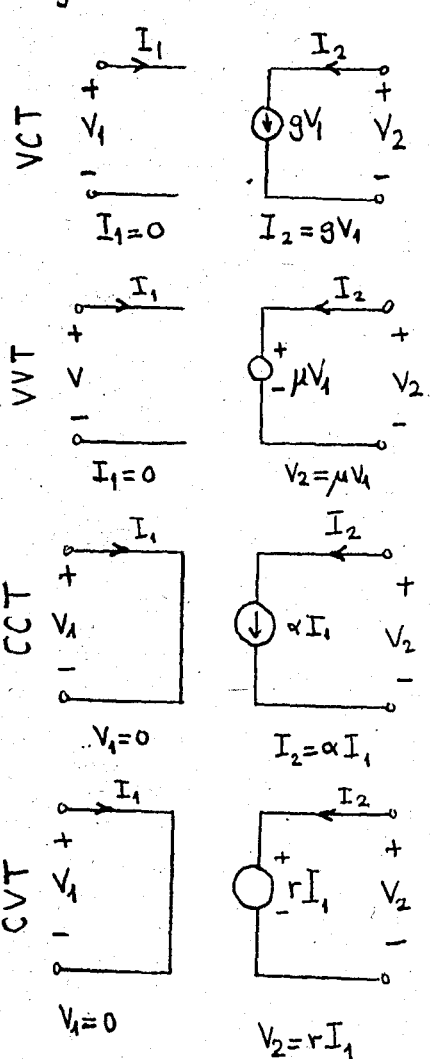 I₁ I₂
VCT
+ +
V₁ gV₁ V₂
- -
I₁=0 I₂=gV₁
I₁ I₂
VVT
+ + +
V μV₁ V₂
- - -
I₁=0 V₂=μV₁
I₁ I₂
CCT
+ +
V₁ αI₁ V₂
- -
V₁=0 I₂=αI₁
I₁ I₂
CVT
+ + +
V₁ rI₁ V₂
- - -
V₁=0 V₂=rI₁